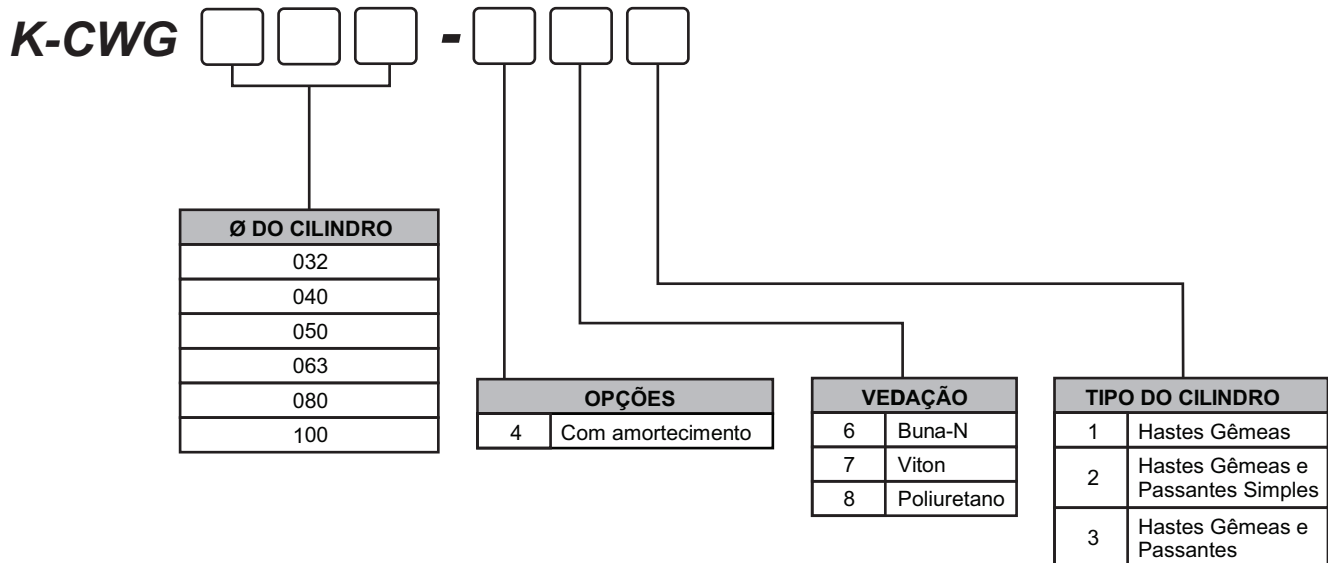 K-CWG -
Ø DO CILINDRO
032
040
050
063
080
100
OPÇÕES
4 Com amortecimento
VEDAÇÃO
6 Buna-N
7 Viton
8 Poliuretano
TIPO DO CILINDRO
1 Hastes Gêmeas
2 Hastes Gêmeas e
Passantes Simples
3 Hastes Gêmeas e
Passantes